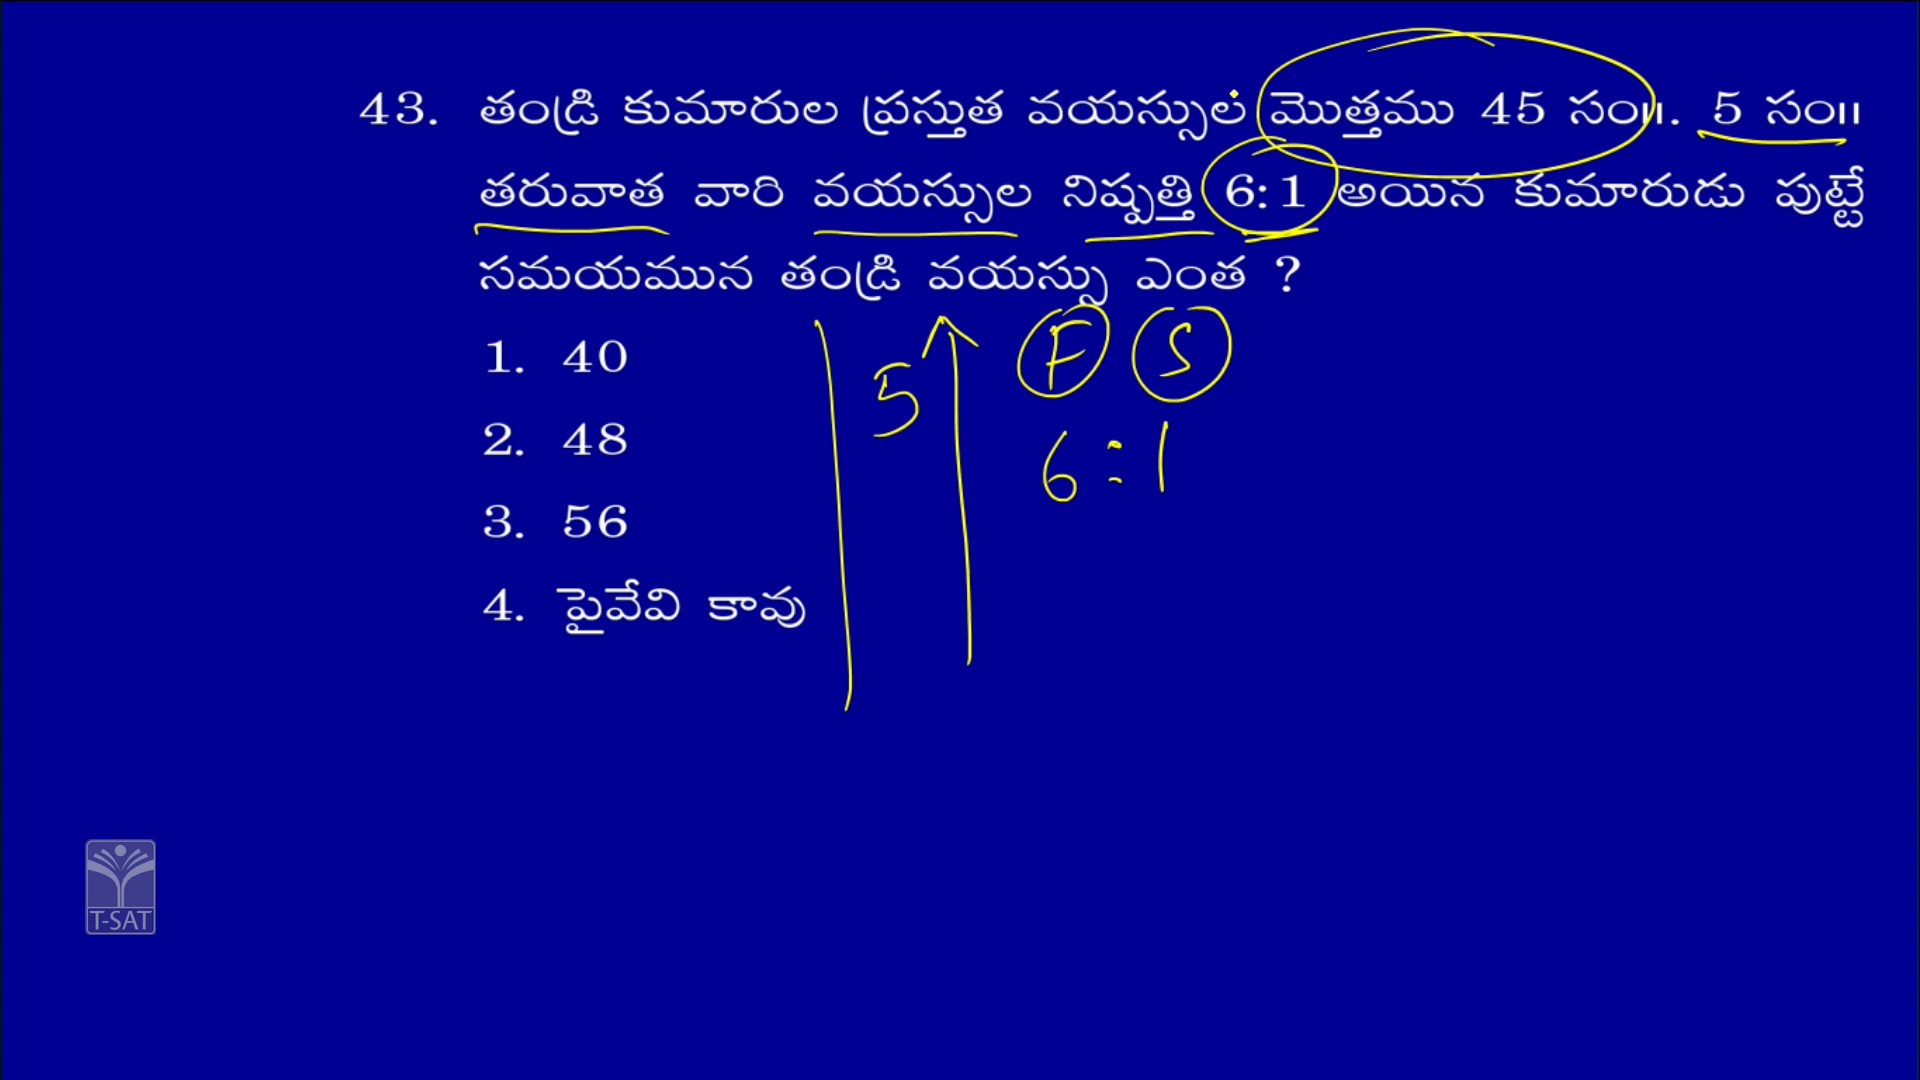 43. తండ్రి కుమారుల ప్రస్తుత వయస్సుల మొత్తము 45 సం॥. 5 సం॥
తరువాత వారి వయస్సుల నిష్పత్తి 6:1 అయిన కుమారుడు పుట్టే
సమయమున తండ్రి వయస్సు ఎంత ?
1. 40
2. 48
3. 56
4. పైవేవి కావు
5
F S
6:1
T-SAT